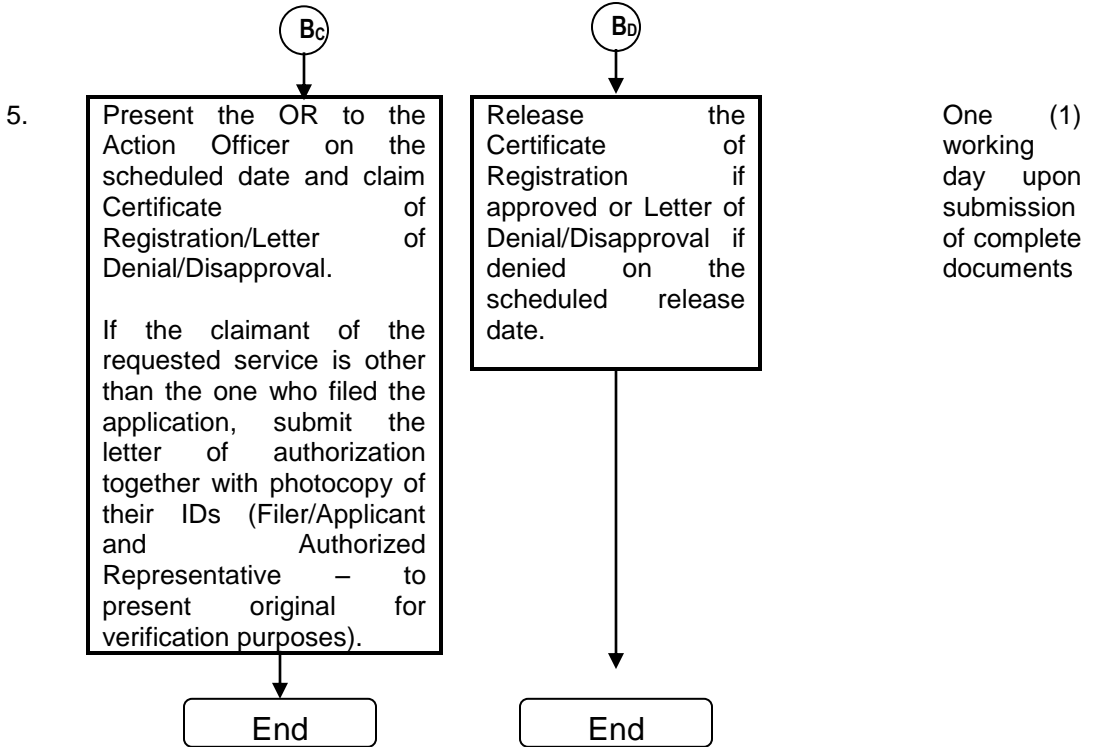 BC
BD
5.
Present the OR to the
Action Officer on the
scheduled date and claim
Certificate of
Registration/Letter of
Denial/Disapproval.
If the claimant of the
requested service is other
than the one who filed the
application, submit the
letter of authorization
together with photocopy of
their IDs (Filer/Applicant
and Authorized
Representative – to
present original for
verification purposes).
Release the
Certificate of
Registration if
approved or Letter of
Denial/Disapproval if
denied on the
scheduled release
date.
One (1)
working
day upon
submission
of complete
documents
End
End